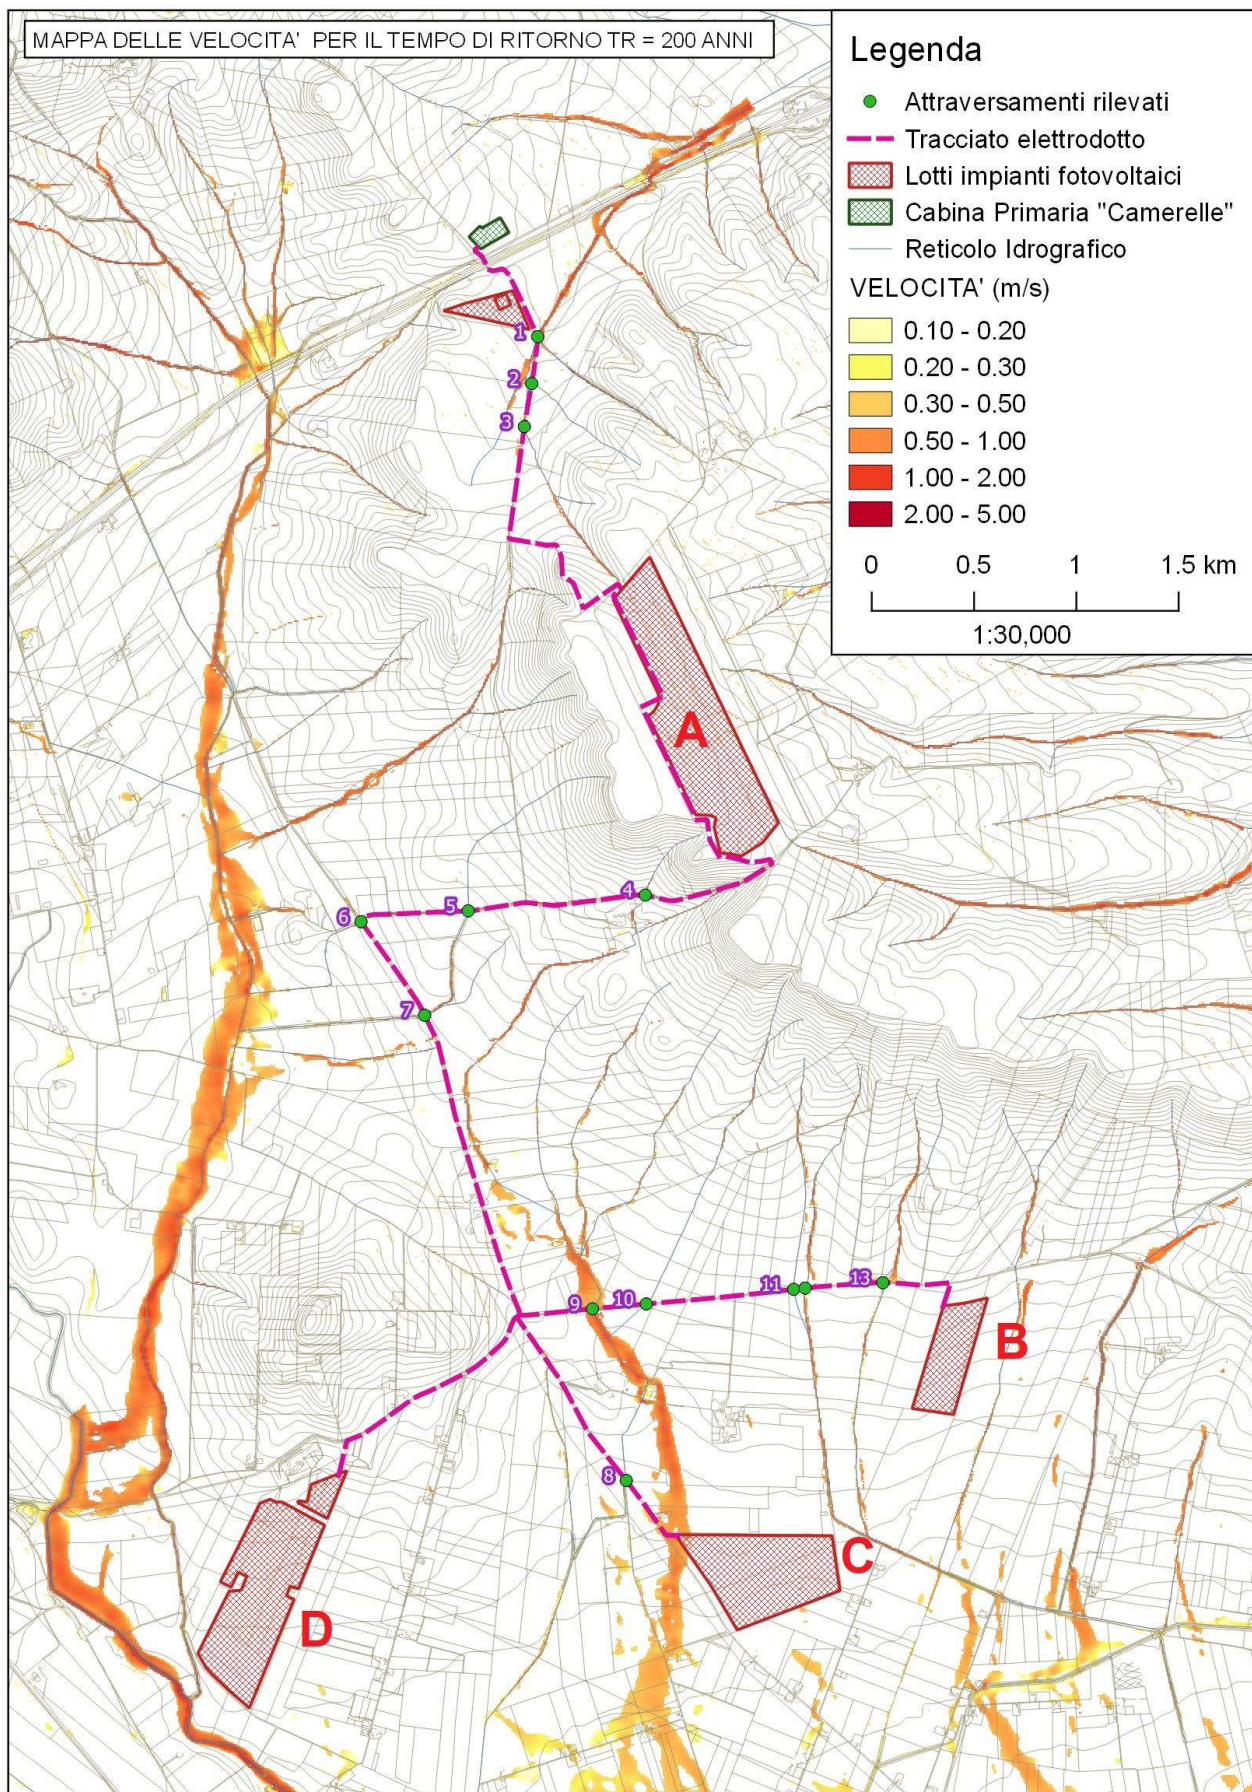 MAPPA DELLE VELOCITA' PER IL TEMPO DI RITORNO TR = 200 ANNI
Legenda
Attraversamenti rilevati
Tracciato elettrodotto
Lotti impianti fotovoltaici
Cabina Primaria "Camerelle"
Reticolo Idrografico
VELOCITA' (m/s)
0.10 - 0.20
0.20 - 0.30
0.30 - 0.50
0.50 - 1.00
1.00 - 2.00
2.00 - 5.00
0 0.5 1 1.5 km
1:30,000
1
2
3
A
4
5
6
7
13
11
10
9
B
8
C
D